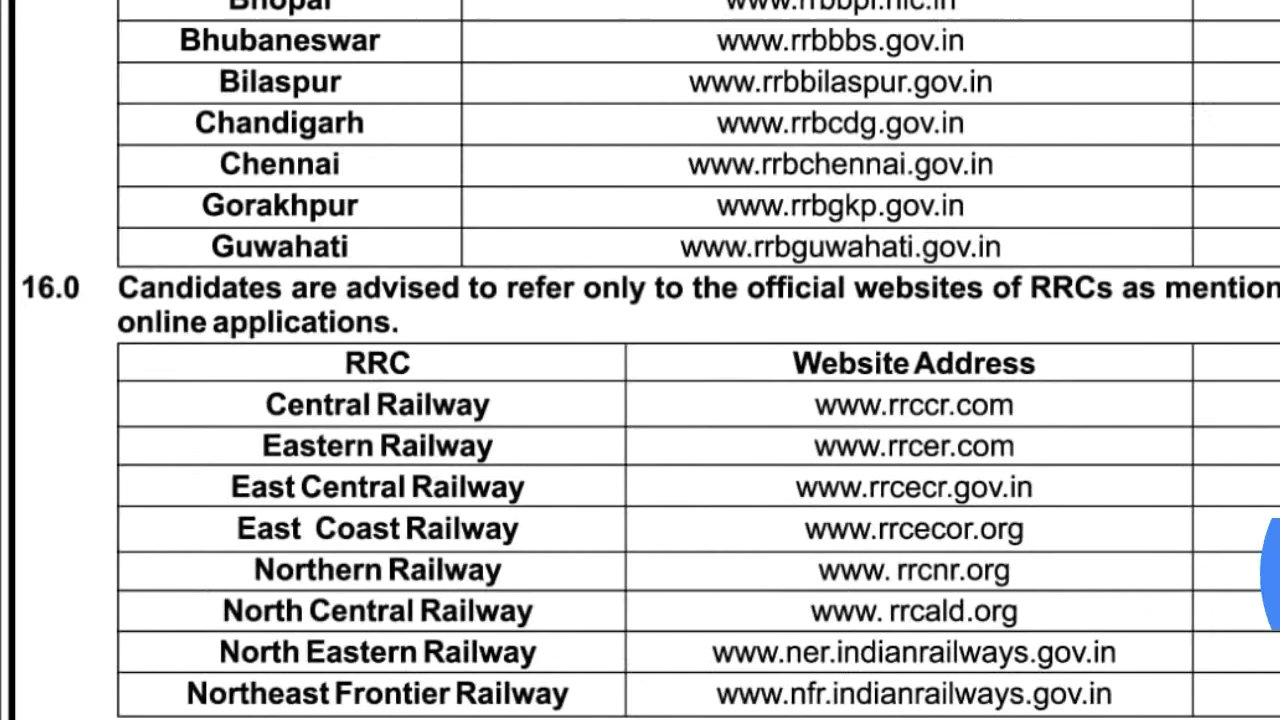 Bhopal www.rrbbpl.nic.in
Bhubaneswar www.rrbbbs.gov.in
Bilaspur www.rrbbilaspur.gov.in
Chandigarh www.rrbcdg.gov.in
Chennai www.rrbchennai.gov.in
Gorakhpur www.rrbgkp.gov.in
Guwahati www.rrbguwahati.gov.in
16.0 Candidates are advised to refer only to the official websites of RRCs as mention
online applications.
RRC Website Address
Central Railway www.rrccr.com
Eastern Railway www.rrcer.com
East Central Railway www.rrcecr.gov.in
East Coast Railway www.rrcecor.org
Northern Railway www. rrcnr.org
North Central Railway www. rrcald.org
North Eastern Railway www.ner.indianrailways.gov.in
Northeast Frontier Railway www.nfr.indianrailways.gov.in